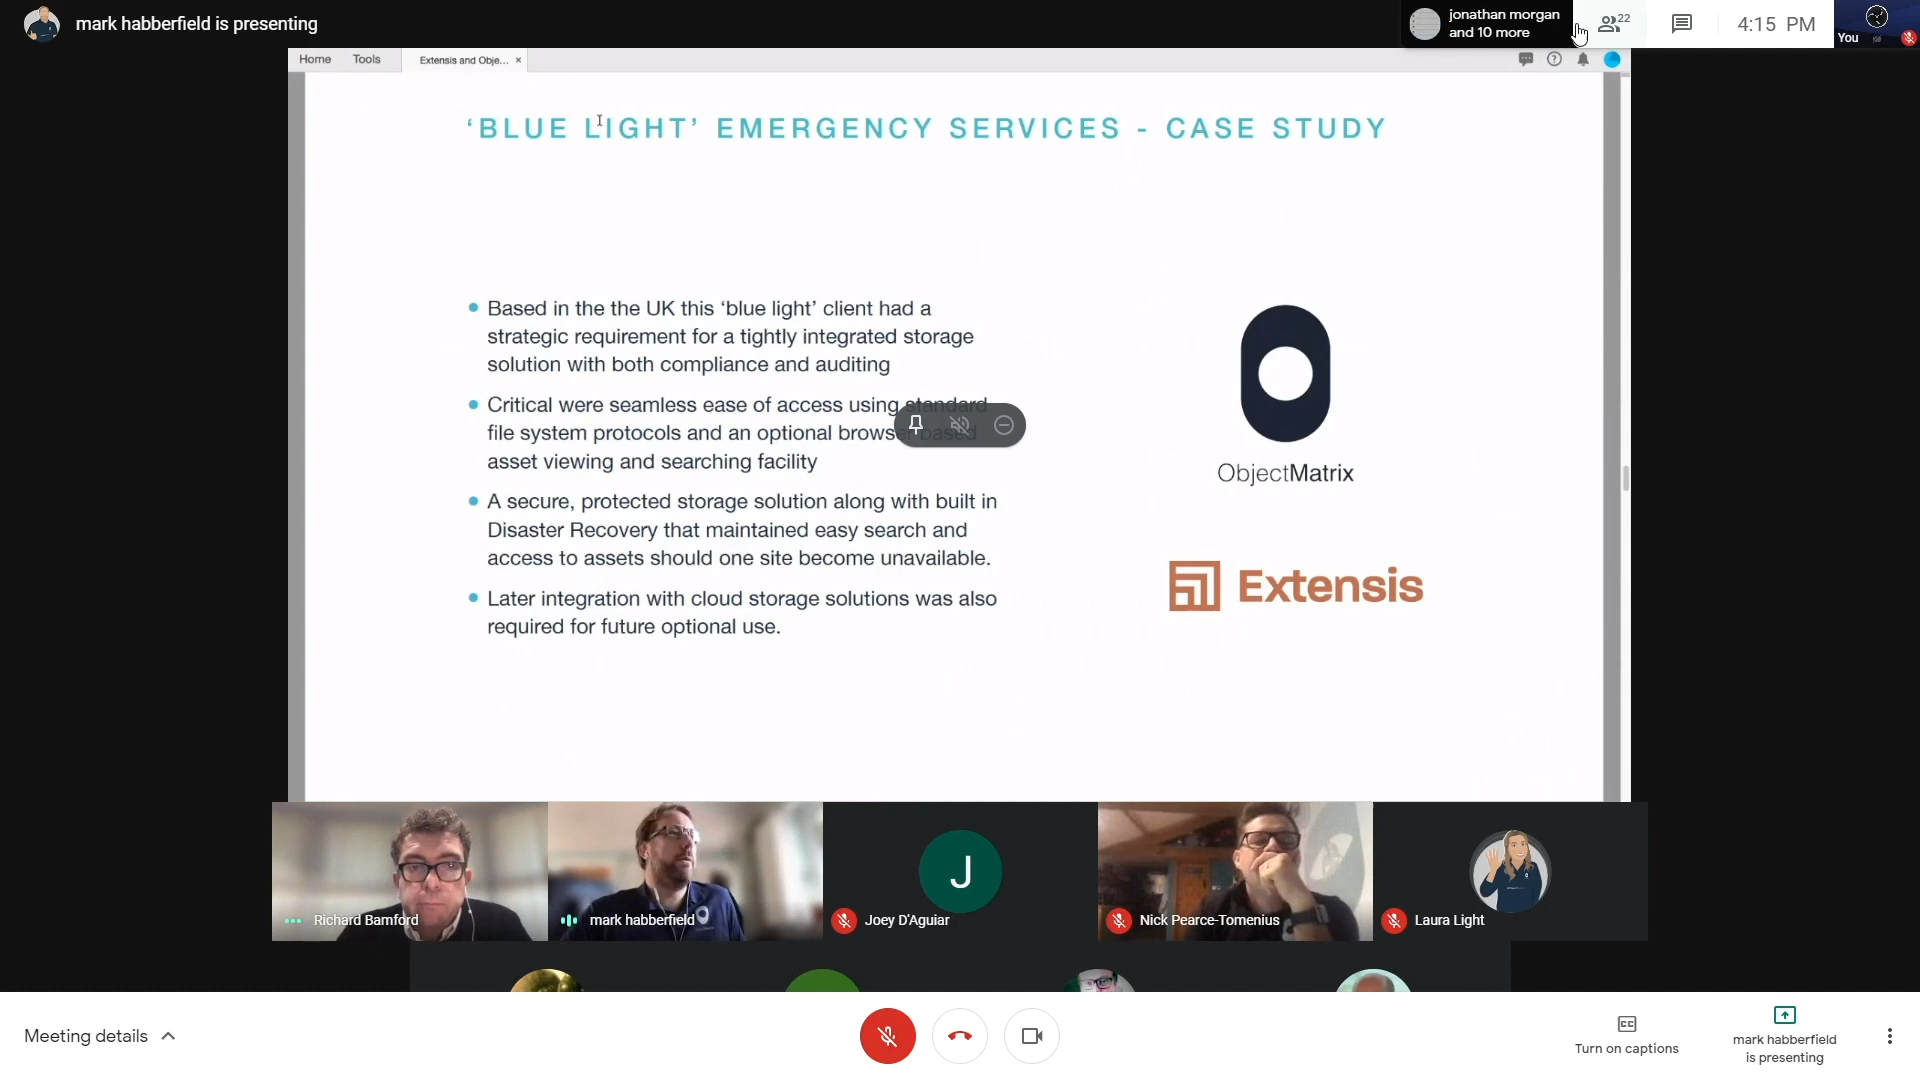 mark habberfield is presenting
jonathan morgan
and 10 more
22
4:15 PM
You
Home
Tools
Extensis and Obje...
‘BLUE LIGHT’ EMERGENCY SERVICES - CASE STUDY
Based in the the UK this ‘blue light’ client had a
strategic requirement for a tightly integrated storage
solution with both compliance and auditing
Critical were seamless ease of access using standard
file system protocols and an optional browser based
asset viewing and searching facility
A secure, protected storage solution along with built in
Disaster Recovery that maintained easy search and
access to assets should one site become unavailable.
Later integration with cloud storage solutions was also
required for future optional use.
ObjectMatrix
Extensis
Richard Bamford
mark habberfield
J
Joey D'Aguiar
Nick Pearce-Tomenius
Laura Light
Meeting details
Turn on captions
mark habberfield
is presenting